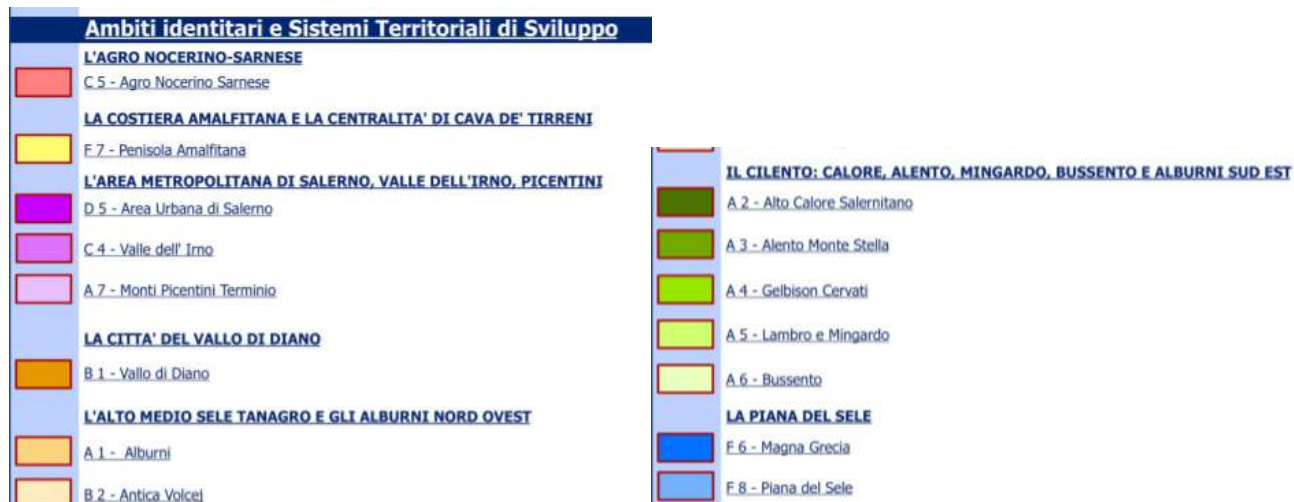 Ambiti identitari e Sistemi Territoriali di Sviluppo
L'AGRO NOCERINO-SARNESE
C 5 - Agro Nocerino Sarnese
LA COSTIERA AMALFITANA E LA CENTRALITA' DI CAVA DE' TIRRENI
F 7 - Penisola Amalfitana
L'AREA METROPOLITANA DI SALERNO, VALLE DELL'IRNO, PICENTINI
D 5 - Area Urbana di Salerno
C 4 - Valle dell' Irno
A 7 - Monti Picentini Terminio
LA CITTA' DEL VALLO DI DIANO
B 1 - Vallo di Diano
L'ALTO MEDIO SELE TANAGRO E GLI ALBURNI NORD OVEST
A 1 - Alburni
B 2 - Antica Volcej
IL CILENTO: CALORE, ALENTO, MINGARDO, BUSSENTO E ALBURNI SUD EST
A 2 - Alto Calore Salernitano
A 3 - Alento Monte Stella
A 4 - Gelbison Cervati
A 5 - Lambro e Mingardo
A 6 - Bussento
LA PIANA DEL SELE
F 6 - Magna Grecia
F 8 - Piana del Sele